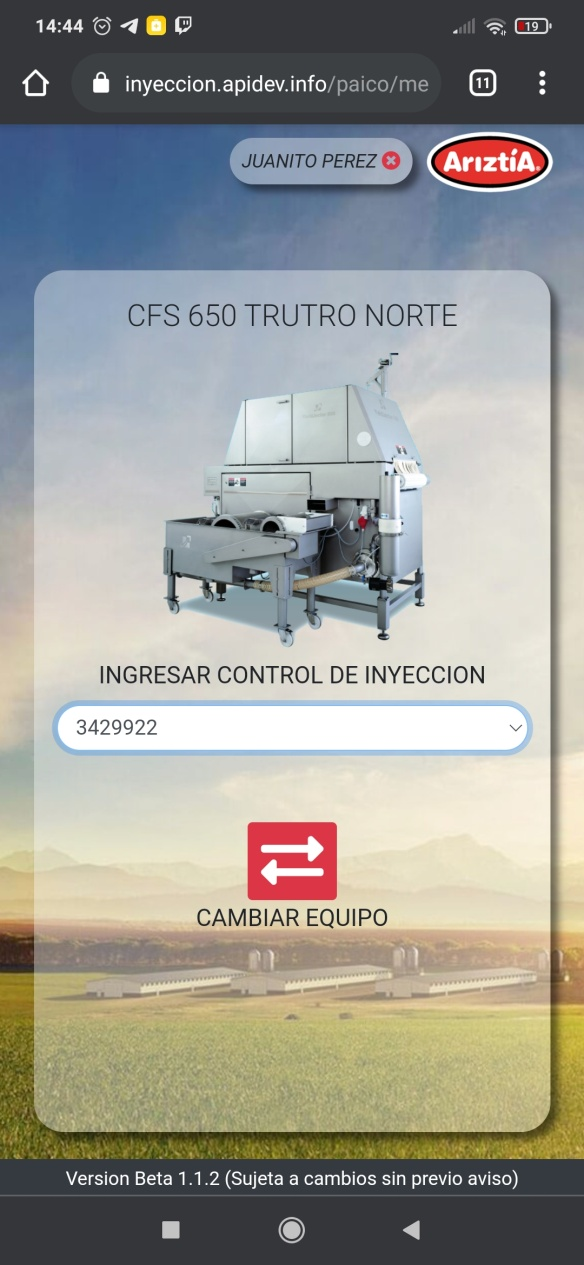 14:44
19
inyeccion.apidev.info/paico/me
11
JUANITO PEREZ
ArıztíA.
CFS 650 TRUTRO NORTE
INGRESAR CONTROL DE INYECCION
3429922
CAMBIAR EQUIPO
Version Beta 1.1.2 (Sujeta a cambios sin previo aviso)